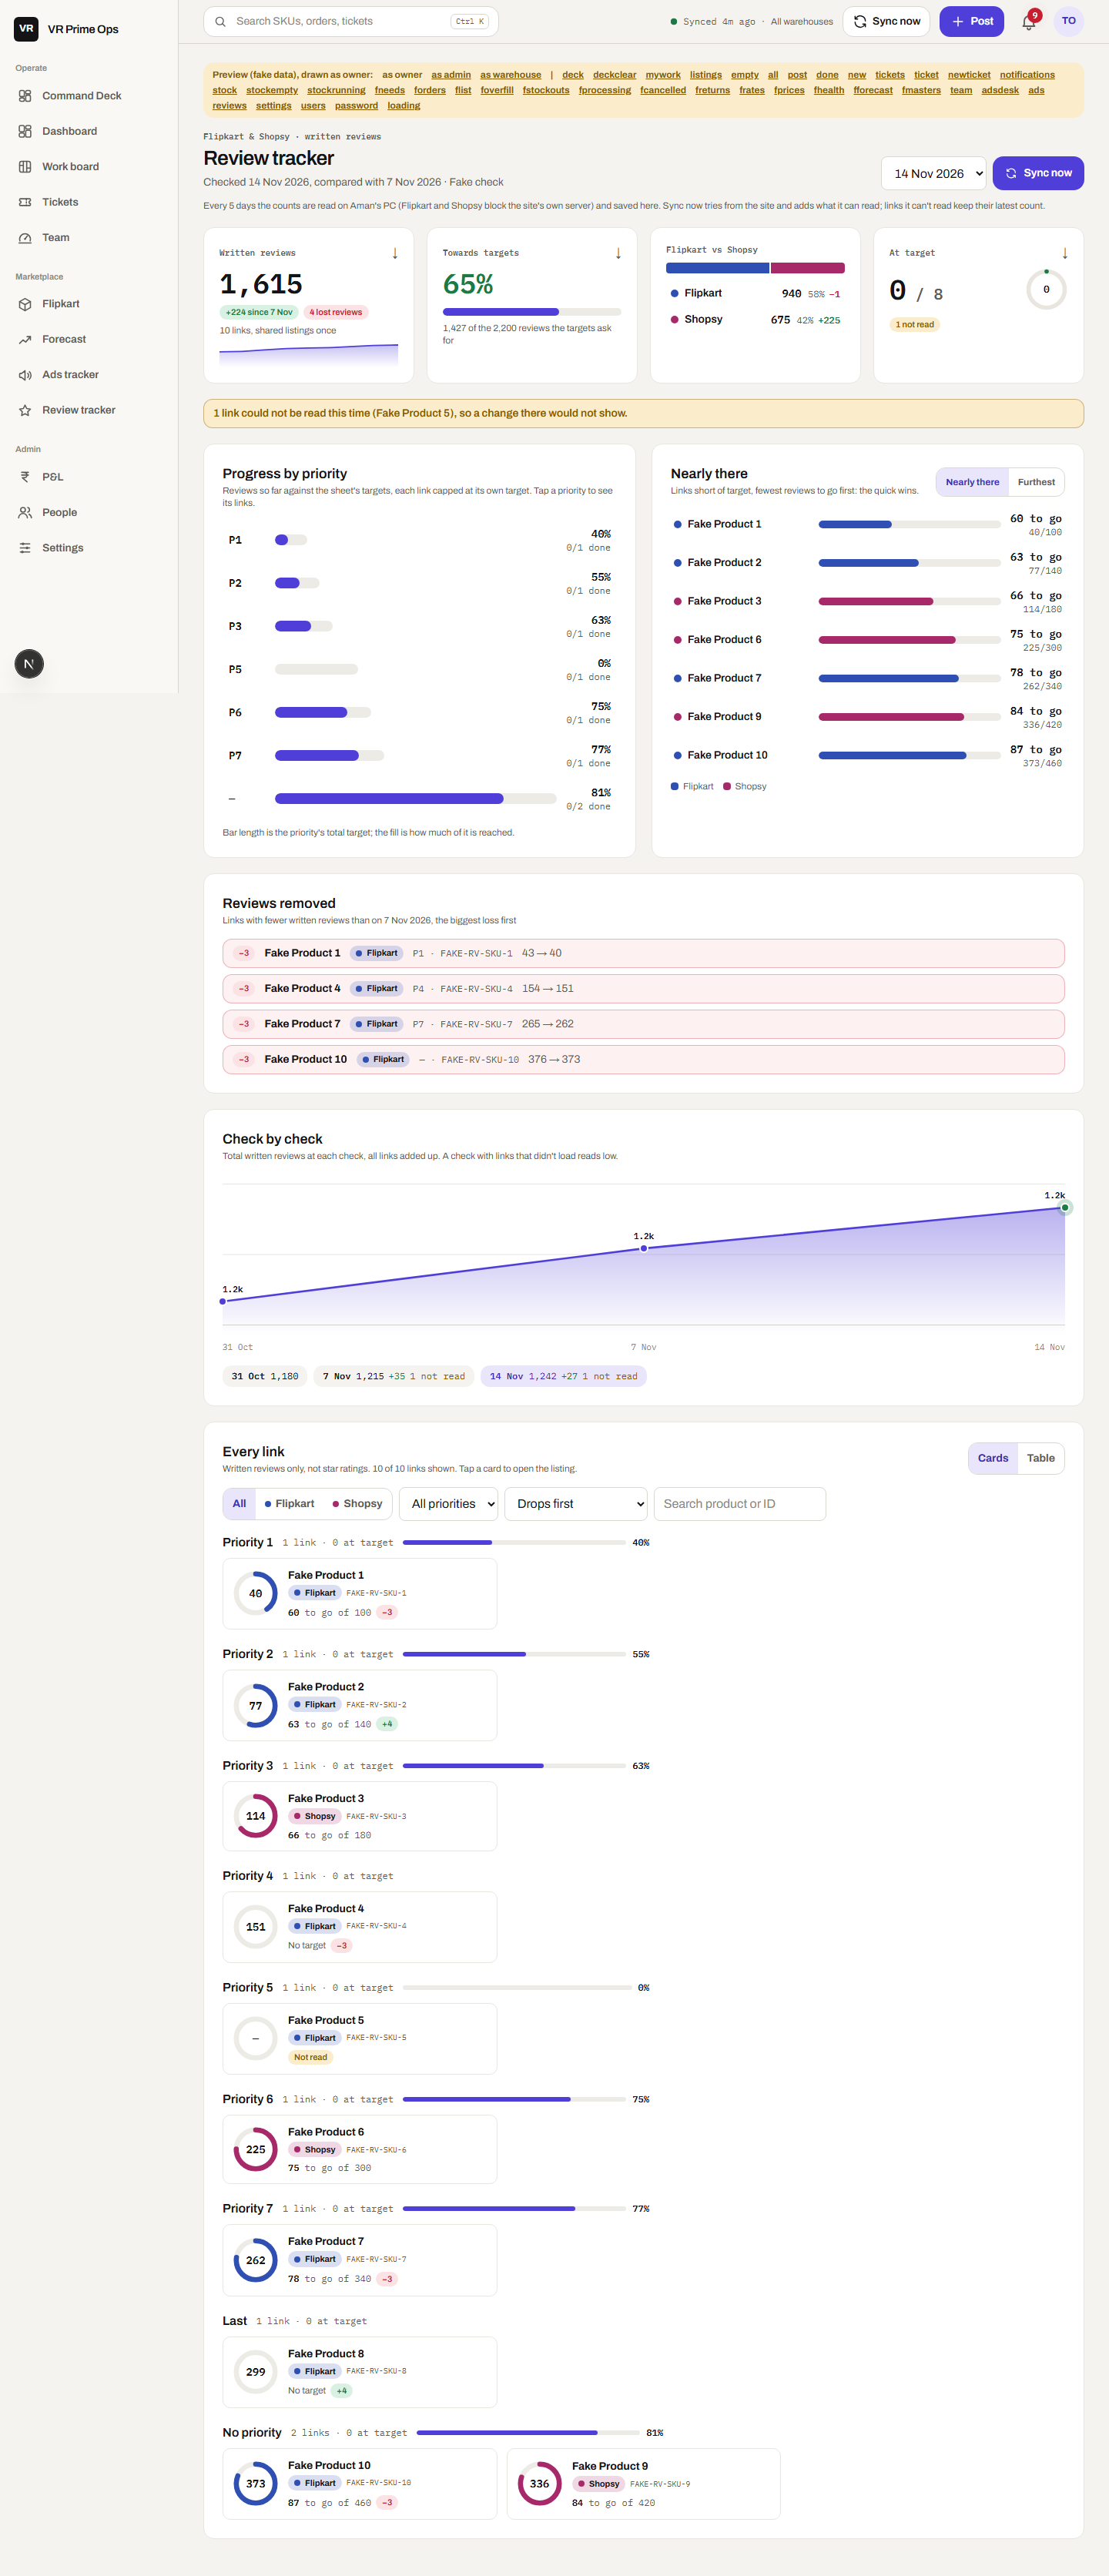 VR VR Prime Ops
Search SKUs, orders, tickets Ctrl K
Synced 4m ago · All warehouses
Sync now
Post
9
TO
Operate
Command Deck
Dashboard
Work board
Tickets
Team
Marketplace
Flipkart
Forecast
Ads tracker
Review tracker
Admin
P&L
People
Settings
N
Preview (fake data), drawn as owner: as owner as admin as warehouse | deck deckclear mywork listings empty all post done new tickets ticket newticket notifications
stock stockempty stockrunning fneeds forders flist foverfill fstockouts fprocessing fcancelled freturns frates fprices fhealth fforecast fmasters team adsdesk ads
reviews settings users password loading
Flipkart & Shopsy · written reviews
Review tracker
Checked 14 Nov 2026, compared with 7 Nov 2026 · Fake check
14 Nov 2026
Sync now
Every 5 days the counts are read on Aman's PC (Flipkart and Shopsy block the site's own server) and saved here. Sync now tries from the site and adds what it can read; links it can't read keep their latest count.
Written reviews ↓
1,615
+224 since 7 Nov 4 lost reviews
10 links, shared listings once
Towards targets ↓
65%
1,427 of the 2,200 reviews the targets ask
for
Flipkart vs Shopsy
Flipkart 940 58% −1
Shopsy 675 42% +225
At target ↓
0 / 8
0
1 not read
1 link could not be read this time (Fake Product 5), so a change there would not show.
Progress by priority
Reviews so far against the sheet's targets, each link capped at its own target. Tap a priority to see
its links.
P1 40%
0/1 done
P2 55%
0/1 done
P3 63%
0/1 done
P5 0%
0/1 done
P6 75%
0/1 done
P7 77%
0/1 done
— 81%
0/2 done
Bar length is the priority's total target; the fill is how much of it is reached.
Nearly there
Links short of target, fewest reviews to go first: the quick wins.
Nearly there Furthest
Fake Product 1 60 to go
40/100
Fake Product 2 63 to go
77/140
Fake Product 3 66 to go
114/180
Fake Product 6 75 to go
225/300
Fake Product 7 78 to go
262/340
Fake Product 9 84 to go
336/420
Fake Product 10 87 to go
373/460
Flipkart Shopsy
Reviews removed
Links with fewer written reviews than on 7 Nov 2026, the biggest loss first
−3 Fake Product 1 Flipkart P1 · FAKE-RV-SKU-1 43 → 40
−3 Fake Product 4 Flipkart P4 · FAKE-RV-SKU-4 154 → 151
−3 Fake Product 7 Flipkart P7 · FAKE-RV-SKU-7 265 → 262
−3 Fake Product 10 Flipkart — · FAKE-RV-SKU-10 376 → 373
Check by check
Total written reviews at each check, all links added up. A check with links that didn't load reads low.
1.2k
1.2k
1.2k
31 Oct 7 Nov 14 Nov
31 Oct 1,180 7 Nov 1,215 +35 1 not read 14 Nov 1,242 +27 1 not read
Every link
Written reviews only, not star ratings. 10 of 10 links shown. Tap a card to open the listing.
Cards Table
All Flipkart Shopsy All priorities Drops first Search product or ID
Priority 1 1 link · 0 at target 40%
40
Fake Product 1
Flipkart FAKE-RV-SKU-1
60 to go of 100 −3
Priority 2 1 link · 0 at target 55%
77
Fake Product 2
Flipkart FAKE-RV-SKU-2
63 to go of 140 +4
Priority 3 1 link · 0 at target 63%
114
Fake Product 3
Shopsy FAKE-RV-SKU-3
66 to go of 180
Priority 4 1 link · 0 at target
151
Fake Product 4
Flipkart FAKE-RV-SKU-4
No target −3
Priority 5 1 link · 0 at target 0%
—
Fake Product 5
Flipkart FAKE-RV-SKU-5
Not read
Priority 6 1 link · 0 at target 75%
225
Fake Product 6
Shopsy FAKE-RV-SKU-6
75 to go of 300
Priority 7 1 link · 0 at target 77%
262
Fake Product 7
Flipkart FAKE-RV-SKU-7
78 to go of 340 −3
Last 1 link · 0 at target
299
Fake Product 8
Flipkart FAKE-RV-SKU-8
No target +4
No priority 2 links · 0 at target 81%
373
Fake Product 10
Flipkart FAKE-RV-SKU-10
87 to go of 460 −3
336
Fake Product 9
Shopsy FAKE-RV-SKU-9
84 to go of 420